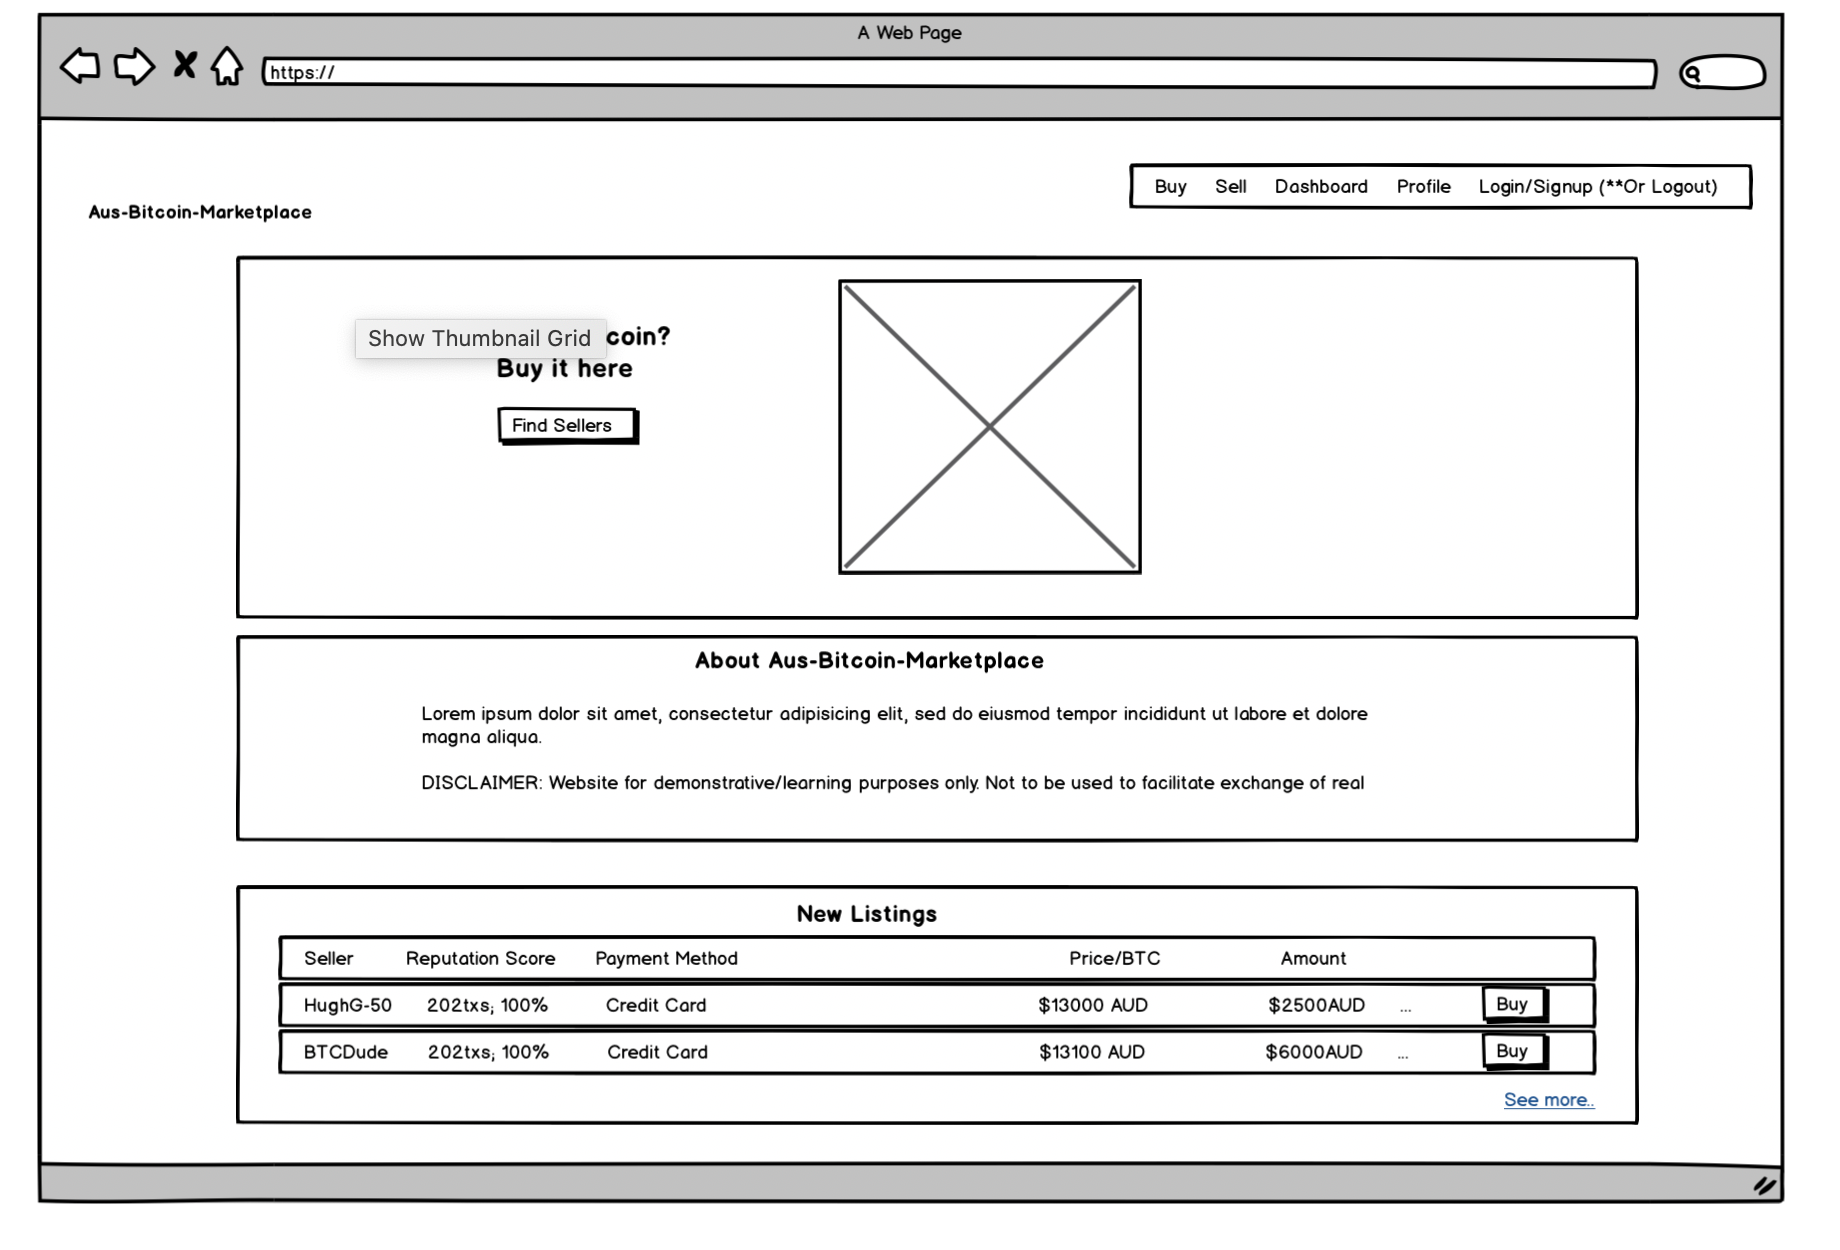 A Web Page
https://
Buy Sell Dashboard Profile Login/Signup (**Or Logout)
Aus-Bitcoin-Marketplace
Show Thumbnail Grid
coin?
Buy it here
Find Sellers
About Aus-Bitcoin-Marketplace
Lorem ipsum dolor sit amet, consectetur adipisicing elit, sed do eiusmod tempor incididunt ut labore et dolore
magna aliqua.
DISCLAIMER: Website for demonstrative/learning purposes only. Not to be used to facilitate exchange of real
New Listings
Seller Reputation Score Payment Method Price/BTC Amount
HughG-50 202txs; 100% Credit Card $13000 AUD $2500AUD ... Buy
BTCDude 202txs; 100% Credit Card $13100 AUD $6000AUD ... Buy
See more..